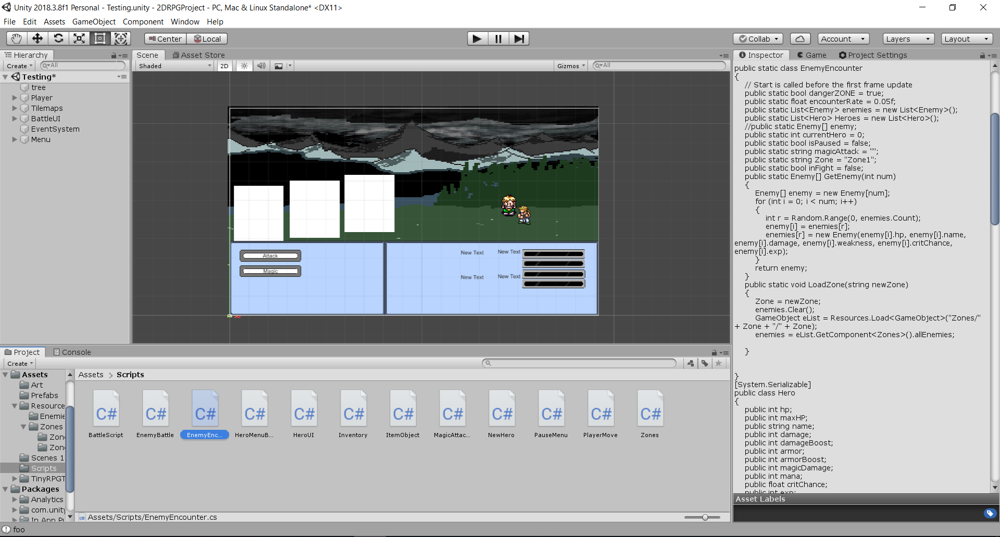 Unity 2018.3.8f1 Personal - Testing.unity - 2DRPGProject - PC, Mac & Linux Standalone* <DX11>
File Edit Assets GameObject Component Window Help
Center Local
Collab Account Layers Layout
Hierarchy
Create All
Testing*
tree
Player
Tilemaps
BattleUI
EventSystem
Menu
Scene Asset Store
Shaded 2D Gizmos All
Attack
Magic
New Text New Text
New Text New Text
Inspector Game Project Settings
public static class EnemyEncounter
{
// Start is called before the first frame update
public static bool dangerZONE = true;
public static float encounterRate = 0.05f;
public static List<Enemy> enemies = new List<Enemy>();
public static List<Hero> Heroes = new List<Hero>();
//public static Enemy[] enemy;
public static int currentHero = 0;
public static bool isPaused = false;
public static string magicAttack = "";
public static string Zone = "Zone1";
public static bool inFight = false;
public static Enemy[] GetEnemy(int num)
{
Enemy[] enemy = new Enemy[num];
for (int i = 0; i < num; i++)
{
int r = Random.Range(0, enemies.Count);
enemy[i] = enemies[r];
enemies[r] = new Enemy(enemy[i].hp, enemy[i].name,
enemy[i].damage, enemy[i].weakness, enemy[i].critChance,
enemy[i].exp);
}
return enemy;
}
public static void LoadZone(string newZone)
{
Zone = newZone;
enemies.Clear();
GameObject eList = Resources.Load<GameObject>("Zones/"
+ Zone + "/" + Zone);
enemies = eList.GetComponent<Zones>().allEnemies;
}
}
[System.Serializable]
public class Hero
{
public int hp;
public int maxHP;
public string name;
public int damage;
public int damageBoost;
public int armor;
public int armorBoost;
public int magicDamage;
public int mana;
public float critChance;
public int exp;
Asset Labels
Project Console
Create
Assets
Art
Prefabs
Resource
Enemie
Zones
Zon
Zon
Scenes 1
Scripts
TinyRPGT
Packages
Analytics
com.unity
In App Pu
Assets > Scripts
C# C# C# C# C# C# C# C# C# C# C# C#
BattleScript EnemyBattle EnemyEnc... HeroMenuB... HeroUI Inventory ItemObject MagicAttac... NewHero PauseMenu PlayerMove Zones
Assets/Scripts/EnemyEncounter.cs
foo